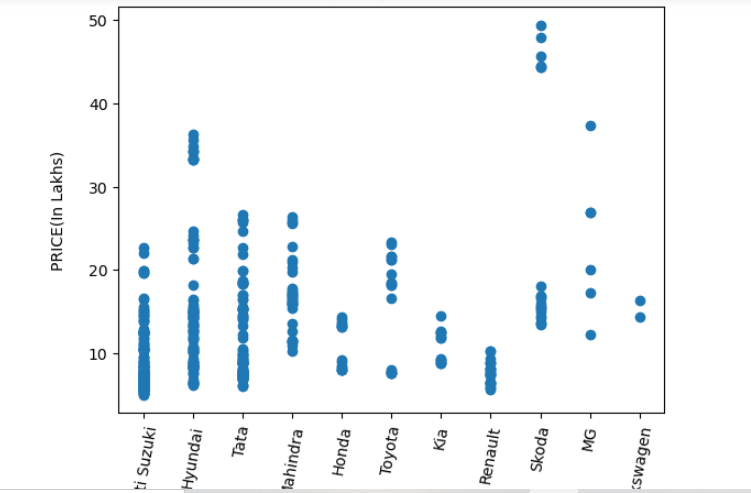 50
40
30
20
10
PRICE(In Lakhs)
ti Suzuki
Hyundai
Tata
Mahindra
Honda
Toyota
Kia
Renault
Skoda
MG
kswagen